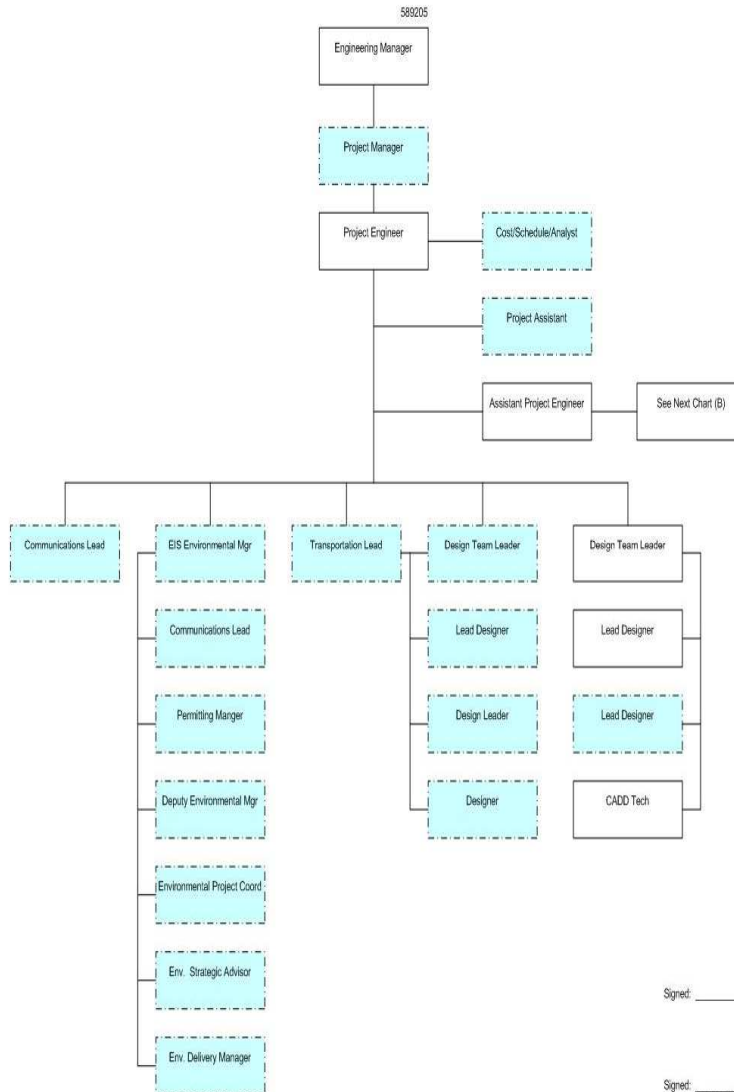 589205
Engineering Manager
Project Manager
Project Engineer
Cost/Schedule/Analyst
Project Assistant
Assistant Project Engineer
See Next Chart (B)
Communications Lead
EIS Environmental Mgr
Transportation Lead
Design Team Leader
Design Team Leader
Communications Lead
Lead Designer
Lead Designer
Permitting Manger
Design Leader
Lead Designer
Deputy Environmental Mgr
Designer
CADD Tech
Environmental Project Coord
Env. Strategic Advisor
Signed:
Env. Delivery Manager
Signed: